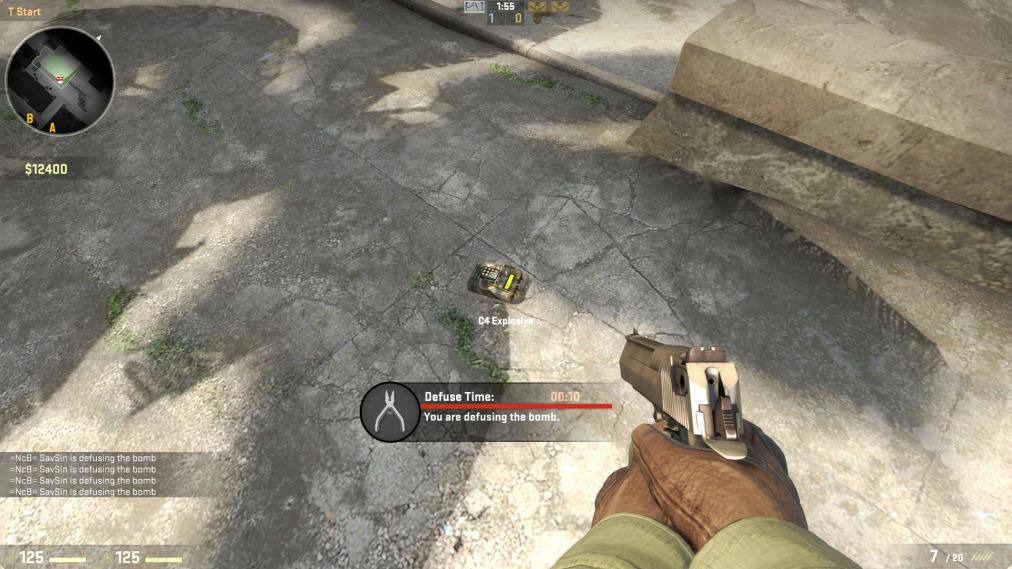 T Start
1:55
1 0
B
A
$12400
C4 Explosive
Defuse Time: 00:10
You are defusing the bomb.
=NcB= SavSin is defusing the bomb
=NcB= SavSin is defusing the bomb
=NcB= SavSin is defusing the bomb
=NcB= SavSin is defusing the bomb
125 125
7 / 20